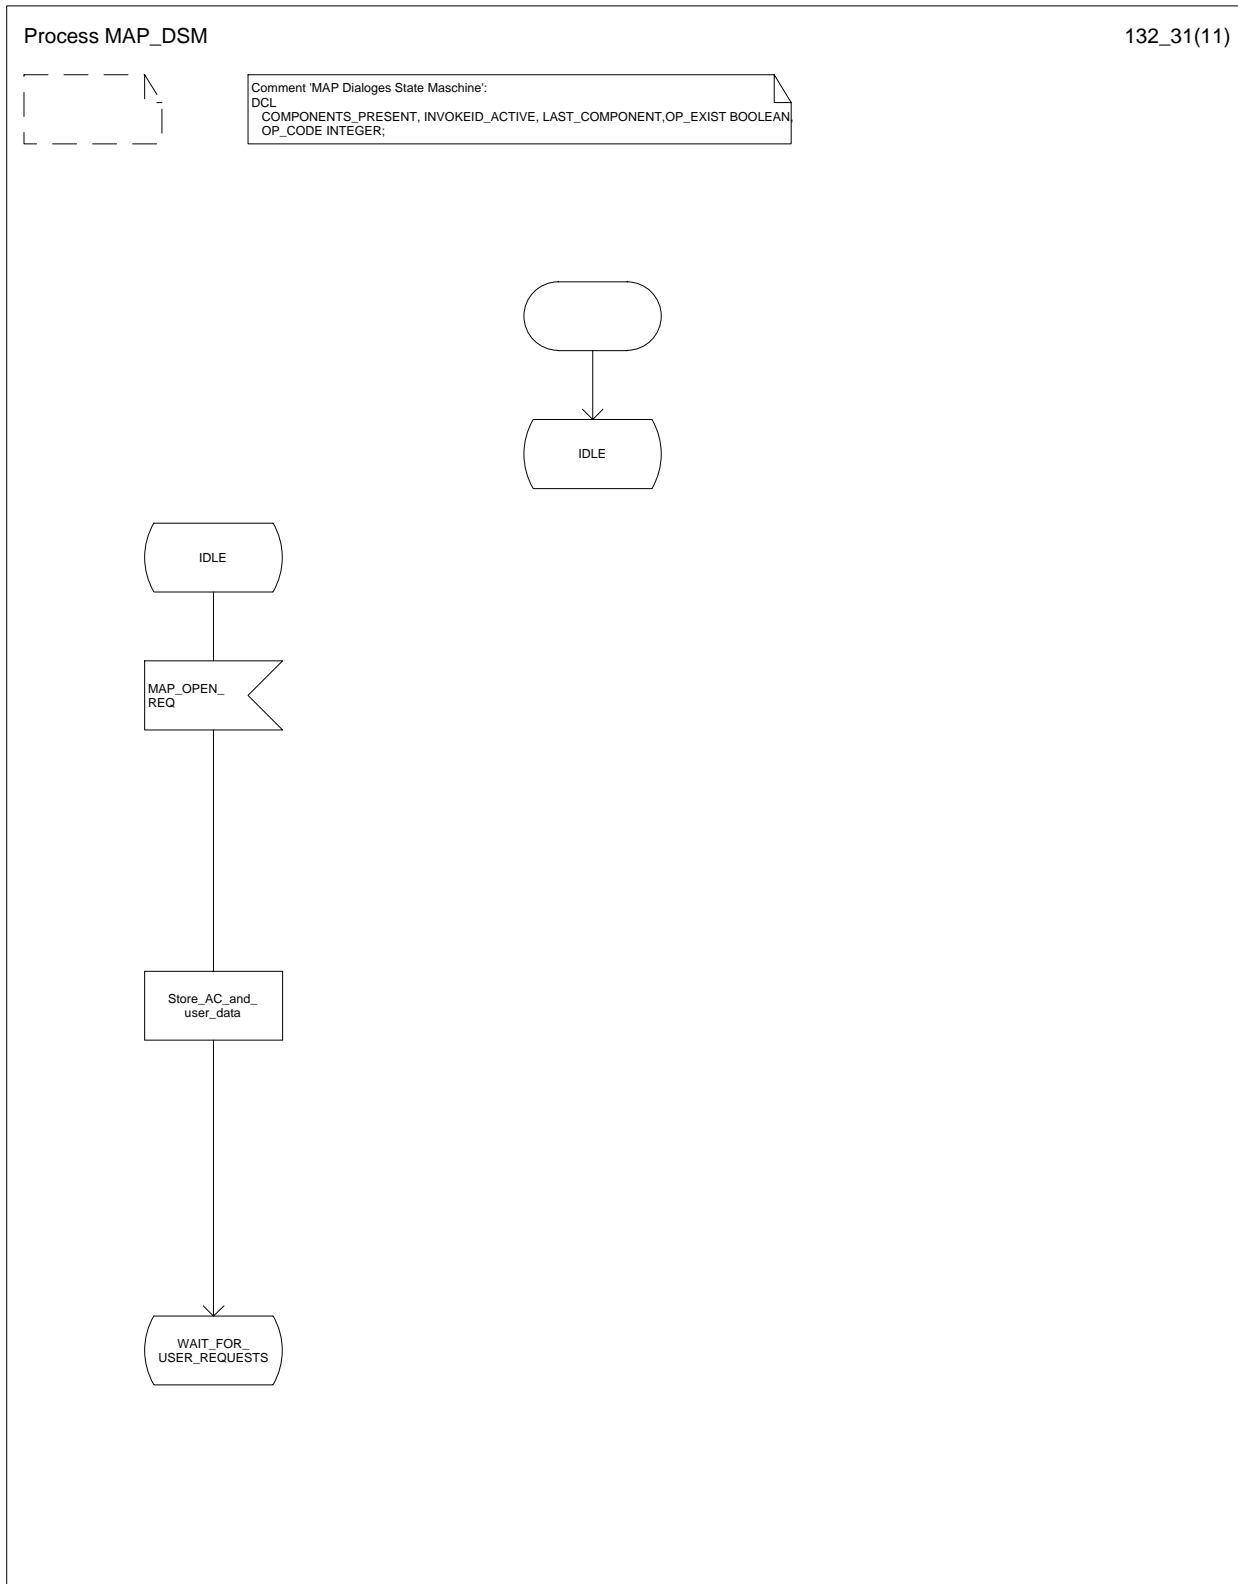 Process MAP_DSM
132_31(11)
Comment 'MAP Dialoges State Maschine':
DCL
COMPONENTS_PRESENT, INVOKEID_ACTIVE, LAST_COMPONENT,OP_EXIST BOOLEAN,
OP_CODE INTEGER;
IDLE
IDLE
MAP_OPEN_
REQ
Store_AC_and_
user_data
WAIT_FOR_
USER_REQUESTS